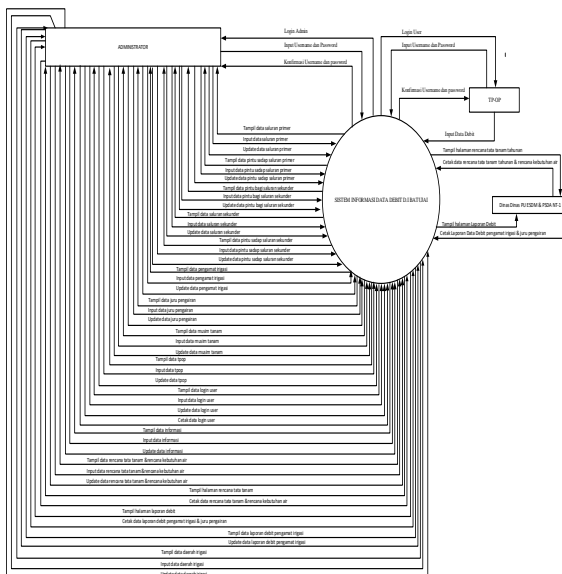 Login Admin
Input Username dan Password
Konfirmasi Username dan password
Login User
Input Username dan Password
Konfirmasi Username dan password
ADMINISTRATOR
TP-OP
Input Data Debit
Tampil halaman rencana tata tanam tahunan
Cetak data rencana tata tanam tahunan & rencana kebutuhan air
SISTEM INFORMASI DATA DEBIT DI BATUJAI
Dinas Dinas PU ESDM & PSDA NT-1
Tampil halaman Laporan Debit
Cetak Laporan Data Debit pengamat irigasi & juru pengairan
Tampil data saluran primer
Input data saluran primer
Update data saluran primer
Tampil data pintu sadap saluran primer
Input data pintu sadap saluran primer
Update data pintu sadap saluran primer
Tampil data pintu bagi saluran sekunder
Input data pintu bagi saluran sekunder
Update data pintu bagi saluran sekunder
Tampil data saluran sekunder
Input data saluran sekunder
Update data saluran sekunder
Tampil data pintu sadap saluran sekunder
Input data pintu sadap saluran sekunder
Update data pintu sadap saluran sekunder
Tampil data pengamat irigasi
Input data pengamat irigasi
Update data pengamat irigasi
Tampil data juru pengairan
Input data juru pengairan
Update data juru pengairan
Tampil data musim tanam
Input data musim tanam
Update data musim tanam
Tampil data tpop
Input data tpop
Update data tpop
Tampil data login user
Input data login user
Update data login user
Cetak data login user
Tampil data informasi
Input data informasi
Update data informasi
Tampil data rencana tata tanam & rencana kebutuhan air
Input data rencana tata tanam & rencana kebutuhan air
Update data rencana tata tanam & rencana kebutuhan air
Tampil halaman rencana tata tanam
Cetak data rencana tata tanam & rencana kebutuhan air
Tampil halaman laporan debit
Cetak data laporan debit pengamat irigasi & juru pengairan
Tampil data laporan debit pengamat irigasi
Update data laporan debit pengamat irigasi
Tampil data daerah irigasi
Input data daerah irigasi